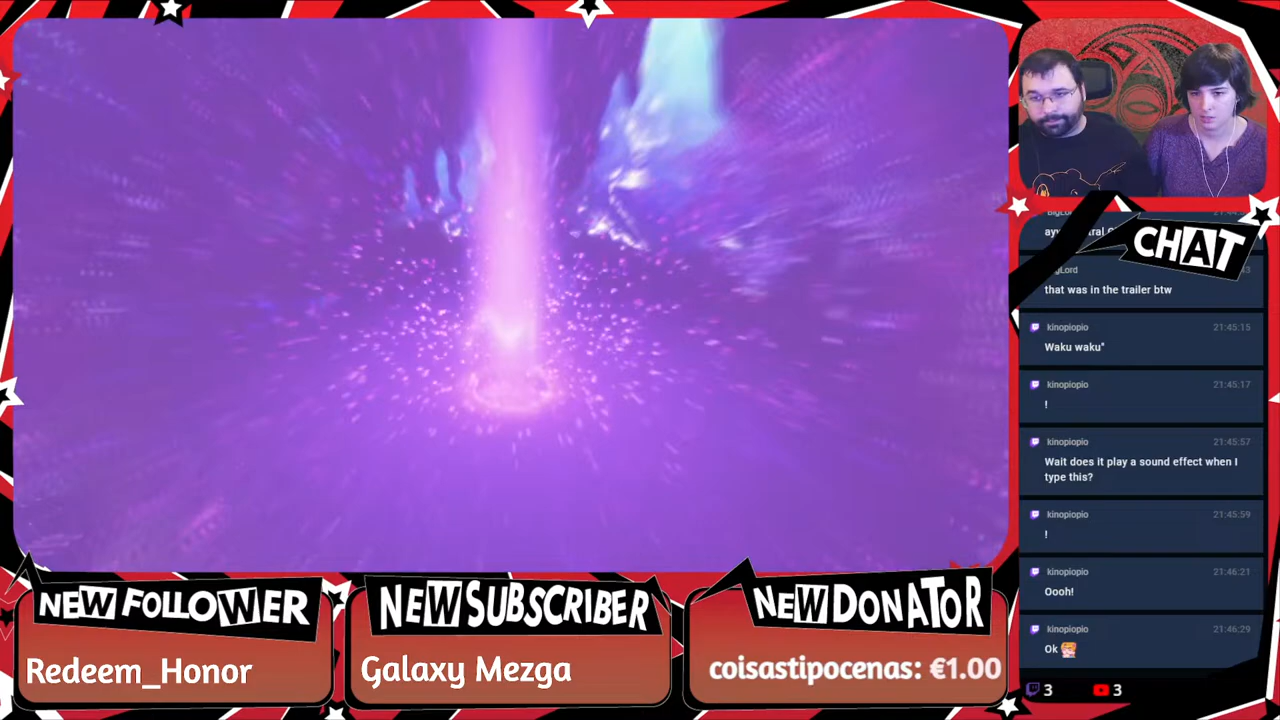 CHAT
that was in the trailer btw
kinopiopio 21:45:15
Waku waku"
kinopiopio 21:45:17
!
kinopiopio 21:45:57
Wait does it play a sound effect when I
type this?
kinopiopio 21:45:59
!
kinopiopio 21:46:21
Oooh!
kinopiopio 21:46:29
Ok
3 3
NEW FOLLOWER
Redeem_Honor
NEW SUBSCRIBER
Galaxy Mezga
NEW DONATOR
coisastipocenas: €1.00